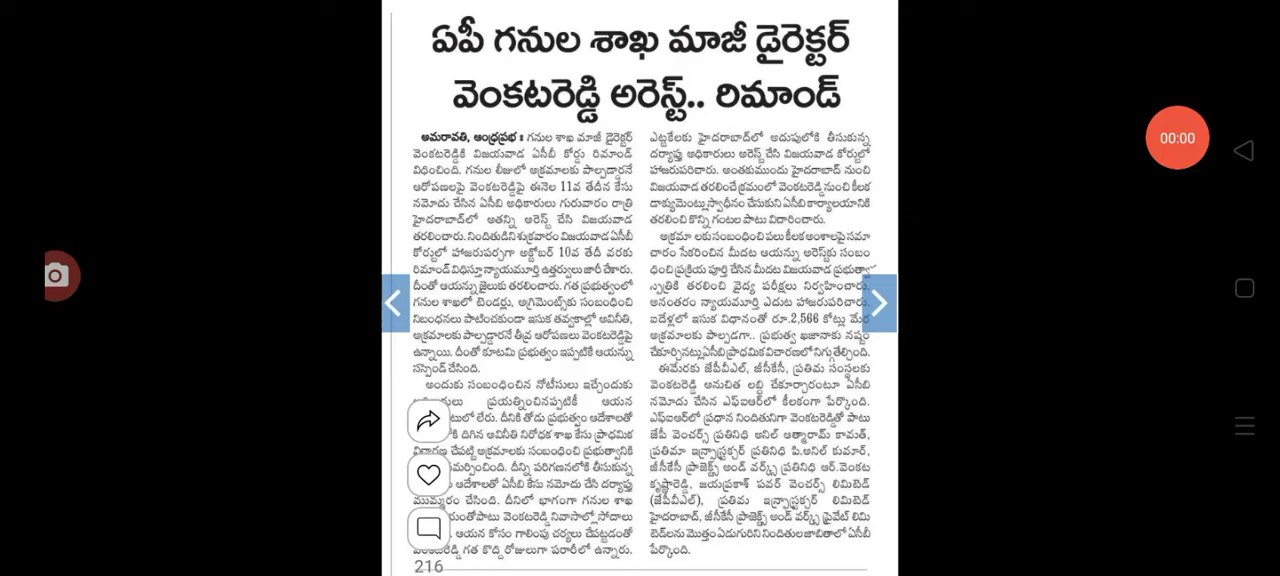 ఏపీ గనుల శాఖ మాజీ డైరెక్టర్
వెంకటరెడ్డి అరెస్ట్.. రిమాండ్
అమరావతి, ఆంధ్రప్రభ : గనుల శాఖ మాజీ డైరెక్టర్
వెంకటరెడ్డికి విజయవాడ ఏసీబీ కోర్టు రిమాండ్
విధించింది. గనుల లీజులో అక్రమాలకు పాల్పడ్డారనే
ఆరోపణలపై వెంకటరెడ్డిపై ఈనెల 11వ తేదీన కేసు
నమోదు చేసిన ఏసిబి అధికారులు గురువారం రాత్రి
హైదరాబాద్‌లో అతన్ని అరెస్ట్ చేసి విజయవాడ
తరలించారు. నిందితుడిని శుక్రవారం విజయవాడ ఏసీబీ
కోర్టులో హాజరుపర్చగా అక్టోబర్ 10వ తేదీ వరకు
రిమాండ్ విధిస్తూ న్యాయమూర్తి ఉత్తర్వులు జారీ చేశారు.
దీంతో ఆయన్ను జైలుకు తరలించారు. గత ప్రభుత్వంలో
గనుల శాఖలో టెండర్లు, అగ్రిమెంట్స్‌కు సంబంధించి
నిబంధనలు పాటించకుండా ఇసుక తవ్వకాల్లో అవినీతి,
అక్రమాలకు పాల్పడ్డారనే తీవ్ర ఆరోపణలు వెంకటరెడ్డిపై
ఉన్నాయి. దీంతో కూటమి ప్రభుత్వం ఇప్పటికే ఆయన్ను
సస్పెండ్ చేసింది.
అందుకు సంబంధించిన నోటీసులు ఇచ్చేందుకు
ప్రయత్నించినప్పటికీ ఆయన
లేరు. దీనికి తోడు ప్రభుత్వం ఆదేశాలతో
దిగిన అవినీతి నిరోధక శాఖ కేసు ప్రాథమిక
విచారణ చేపట్టి అక్రమాలకు సంబంధించి ప్రభుత్వానికి
దీన్ని పరిగణనలోకి తీసుకున్న
ఆదేశాలతో ఏసీబీ కేసు నమోదు చేసి దర్యాప్తు
ముమ్మరం చేసింది. దీనిలో భాగంగా గనుల శాఖ
వెంకటరెడ్డి నివాసాల్లో సోదాలు
ఆయన కోసం గాలింపు చర్యలు చేపట్టడంతో
వెంకటరెడ్డి గత కొద్ది రోజులుగా పరారీలో ఉన్నారు.
ఎట్టకేలకు హైదరాబాద్‌లో అదుపులోకి తీసుకున్న
దర్యాప్తు అధికారులు అరెస్ట్ చేసి విజయవాడ కోర్టులో
హాజరుపరిచారు. అంతకుముందు హైదరాబాద్ నుంచి
విజయవాడ తరలించే క్రమంలో వెంకటరెడ్డి నుంచి కీలక
డాక్యుమెంట్లు స్వాధీనం చేసుకుని ఏసిబి కార్యాలయానికి
తరలించి కొన్ని గంటల పాటు విచారించారు.
అక్రమా లకు సంబంధించి పలు కీలక అంశాలపై సమా
చారం సేకరించిన మీదట ఆయన్ను అరెస్ట్‌కు సంబం
ధించి ప్రక్రియ పూర్తి చేసిన మీదట విజయవాడ ప్రభుత్వా
స్పత్రికి తరలించి వైద్య పరీక్షలు నిర్వహించారు.
అనంతరం న్యాయమూర్తి ఎదుట హాజరుపరిచారు.
ఐదేళ్లలో ఇసుక విధానంతో రూ.2,566 కోట్లు మేర
అక్రమాలకు పాల్పడగా.. ప్రభుత్వ ఖజానాకు నష్టం
చేకూర్చినట్లు ఏసిబి ప్రాధమిక విచారణలో నిగ్గు తేల్చింది.
ఈమేరకు జేపీవీఎల్, జీసీకేసీ, ప్రతిమ సంస్థలకు
వెంకటరెడ్డి అనుచిత లబ్ధి చేకూర్చారంటూ ఏసీబి
నమోదు చేసిన ఎఫ్ఐఆర్‌లో కీలకంగా పేర్కొంది.
ఎఫ్ఐఆర్‌లో ప్రధాన నిందితునిగా వెంకటరెడ్డితో పాటు
జేపీ వెంచర్స్ ప్రతినిధి అనిల్ ఆత్మారామ్ కామత్,
ప్రతిమా ఇన్ఫ్రాస్ట్రక్చర్ ప్రతినిధి పి.అనిల్ కుమార్,
జీసీకేసీ ప్రాజెక్ట్స్ అండ్ వర్క్స్ ప్రతినిధి ఆర్.వెంకట
కృష్ణారెడ్డి, జయప్రకాశ్ పవర్ వెంచర్స్ లిమిటెడ్
(జేపీవీఎల్), ప్రతిమ ఇన్ఫ్రాస్ట్రక్చర్ లిమిటెడ్
హైదరాబాద్, జీసీకేసీ ప్రాజెక్ట్స్ అండ్ వర్క్స్ ప్రైవేట్ లిమి
టెడ్‌లను మొత్తం ఏడుగురిని నిందితుల జాబితాలో ఏసీబీ
పేర్కొంది.
216
00:00